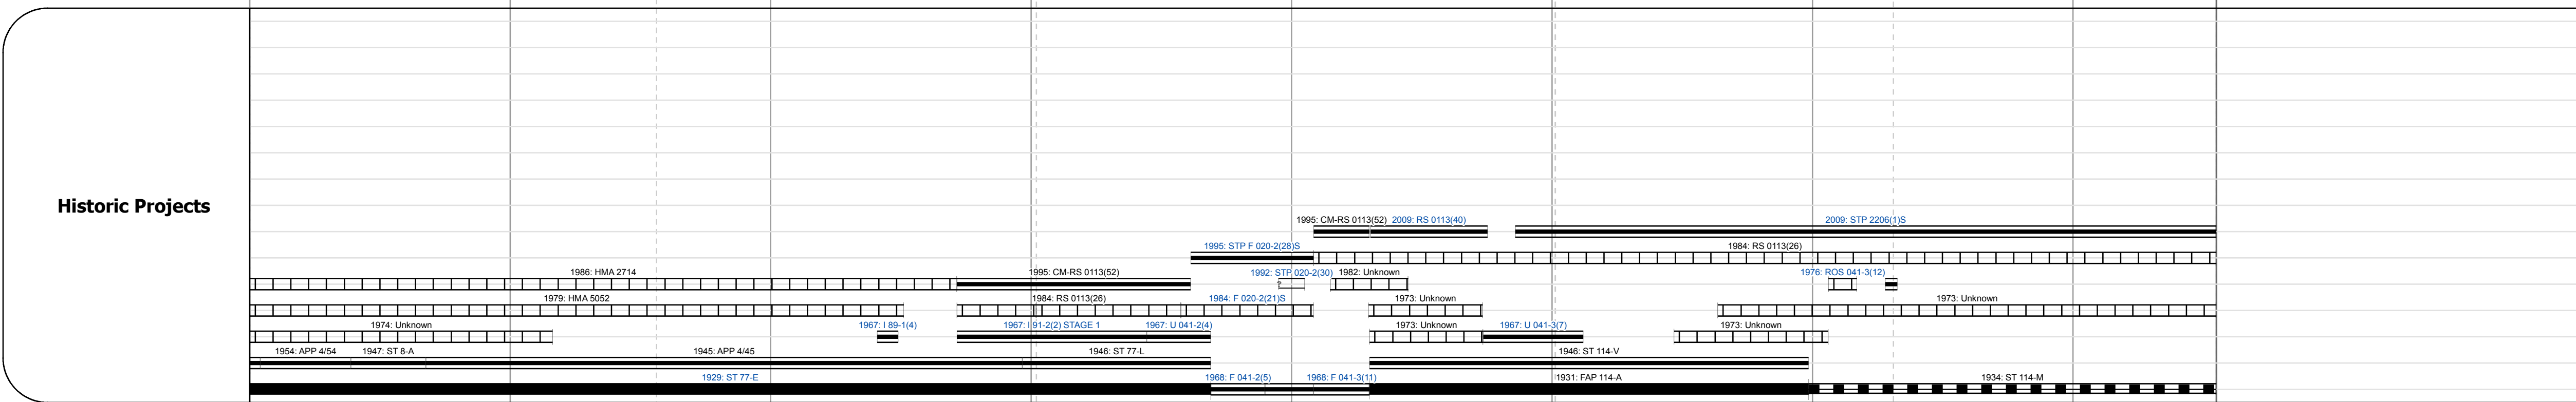 1995: CM-RS 0113(52) 2009: RS 0113(40) 2009: STP 2206(1)S
1995: STP F 020-2(28)S 1984: RS 0113(26)
Historic Projects
1986: HMA 2714 1995: CM-RS 0113(52) 1992: STP 020-2(30) 1982: Unknown 1976: ROS 041-3(12)
?
1979: HMA 5052 1984: RS 0113(26) 1984: F 020-2(21)S 1973: Unknown 1973: Unknown
1974: Unknown 1967: I 89-1(4) 1967: I 91-2(2) STAGE 1 1967: U 041-2(4) 1973: Unknown 1967: U 041-3(7) 1973: Unknown
1954: APP 4/54 1947: ST 8-A 1945: APP 4/45 1946: ST 77-L 1946: ST 114-V
1929: ST 77-E 1968: F 041-2(5) 1968: F 041-3(11) 1931: FAP 114-A 1934: ST 114-M